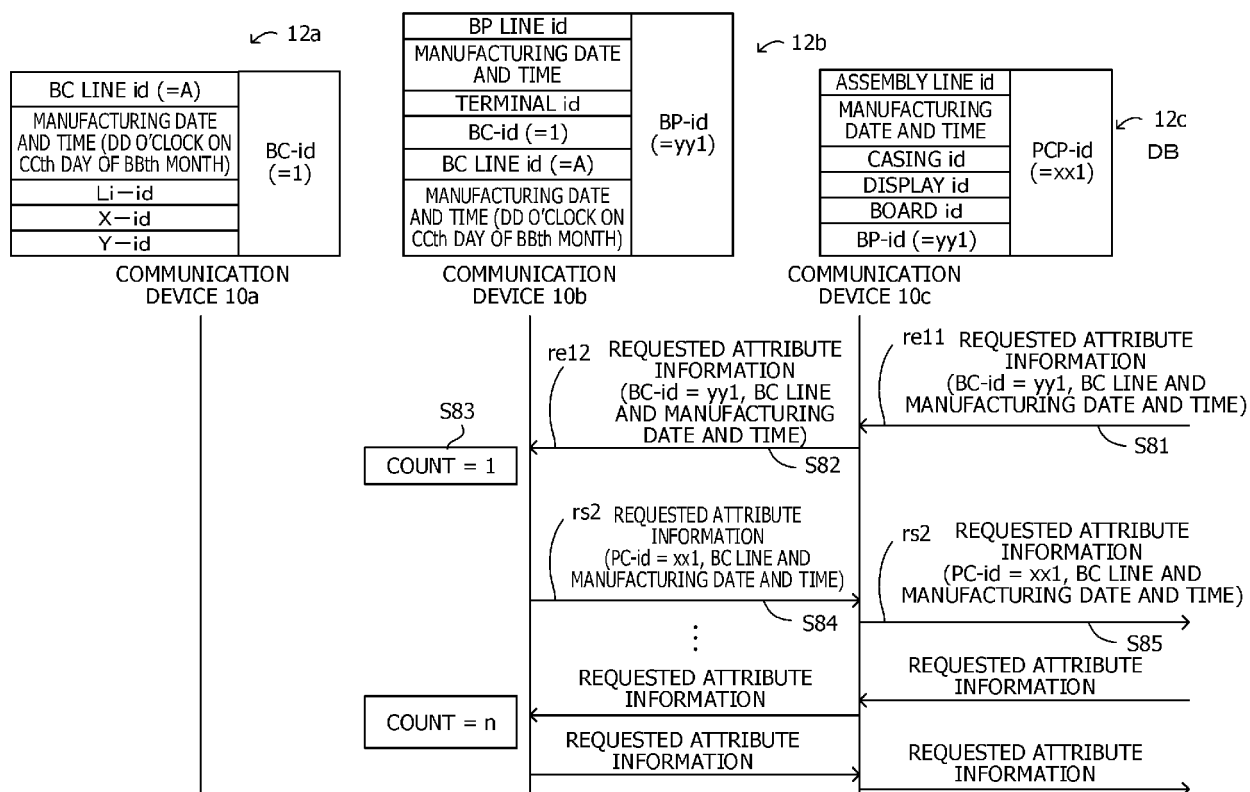 12a
BC LINE id (=A)
MANUFACTURING DATE
AND TIME (DD O'CLOCK ON
CCth DAY OF BBth MONTH)
Li-id
X-id
Y-id
BC-id
(=1)
BP LINE id
MANUFACTURING DATE
AND TIME
TERMINAL id
BC-id (=1)
BC LINE id (=A)
MANUFACTURING DATE
AND TIME (DD O'CLOCK ON
CCth DAY OF BBth MONTH)
BP-id
(=yy1)
12b
ASSEMBLY LINE id
MANUFACTURING
DATE AND TIME
CASING id
DISPLAY id
BOARD id
BP-id (=yy1)
PCP-id
(=xx1)
12c
DB
COMMUNICATION
DEVICE 10a
COMMUNICATION
DEVICE 10b
COMMUNICATION
DEVICE 10c
re11
REQUESTED ATTRIBUTE
INFORMATION
(BC-id = yy1, BC LINE AND
MANUFACTURING DATE AND TIME)
S81
re12
REQUESTED ATTRIBUTE
INFORMATION
(BC-id = yy1, BC LINE
AND MANUFACTURING
DATE AND TIME)
S82
S83
COUNT = 1
rs2
REQUESTED ATTRIBUTE
INFORMATION
(PC-id = xx1, BC LINE AND
MANUFACTURING DATE AND TIME)
S84
rs2
REQUESTED ATTRIBUTE
INFORMATION
(PC-id = xx1, BC LINE AND
MANUFACTURING DATE AND TIME)
S85
REQUESTED ATTRIBUTE
INFORMATION
REQUESTED ATTRIBUTE
INFORMATION
COUNT = n
REQUESTED ATTRIBUTE
INFORMATION
REQUESTED ATTRIBUTE
INFORMATION